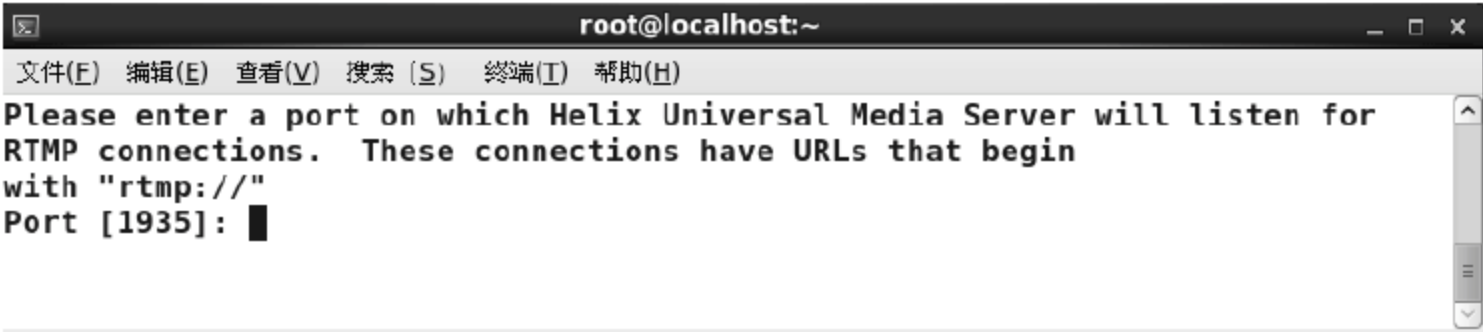 root@localhost:~
文件(F) 编辑(E) 查看(V) 搜索 (S) 终端(T) 帮助(H)
Please enter a port on which Helix Universal Media Server will listen for
RTMP connections.  These connections have URLs that begin
with "rtmp://"
Port [1935]: